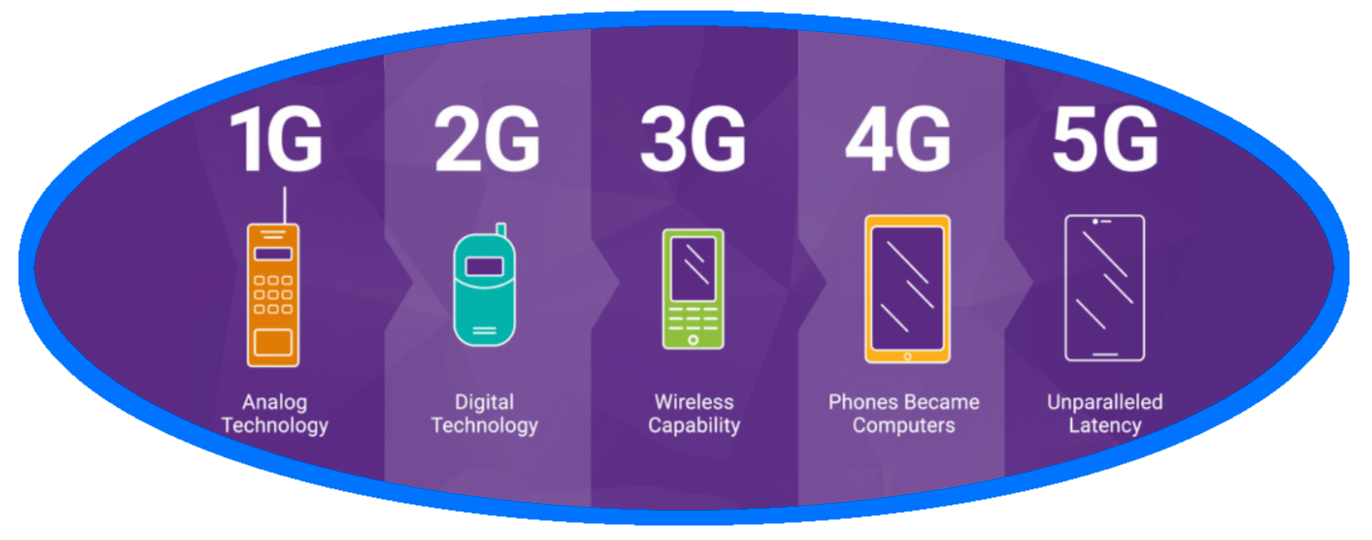 1G
2G
3G
4G
5G
Analog
Technology
Digital
Technology
Wireless
Capability
Phones Became
Computers
Unparalleled
Latency